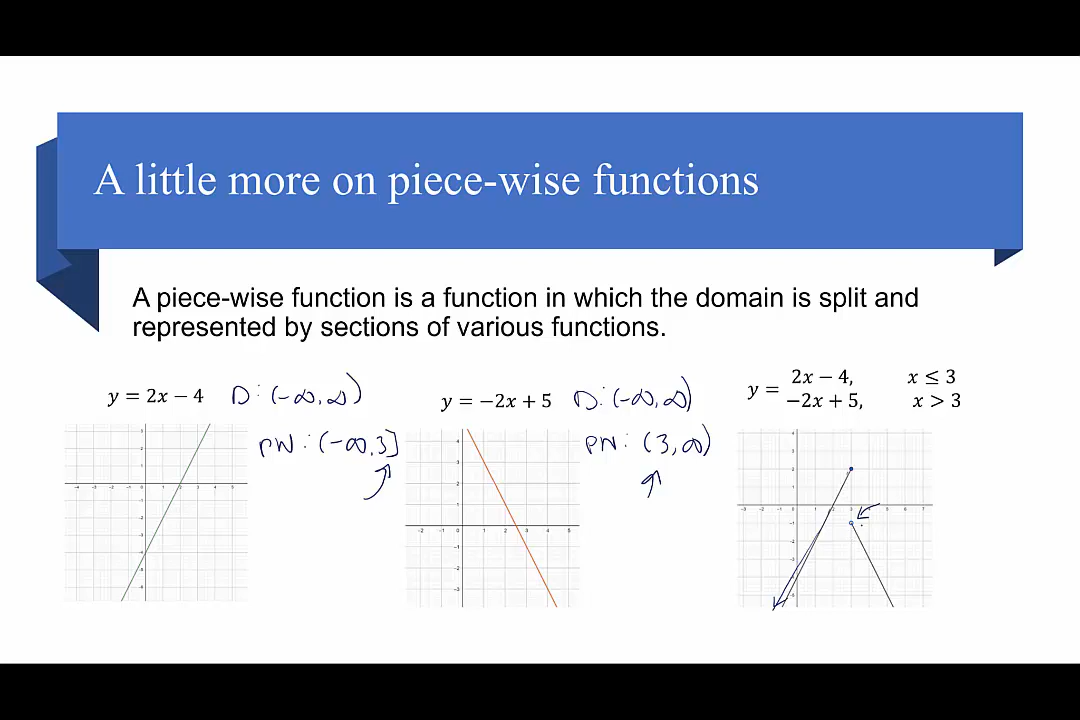 A little more on piece-wise functions
A piece-wise function is a function in which the domain is split and
represented by sections of various functions.
y = 2x − 4
D: (-∞, ∞)
PW: (-∞, 3]
y = −2x + 5
D: (-∞, ∞)
PW: (3, ∞)
y = 2x − 4, x ≤ 3
−2x + 5, x > 3